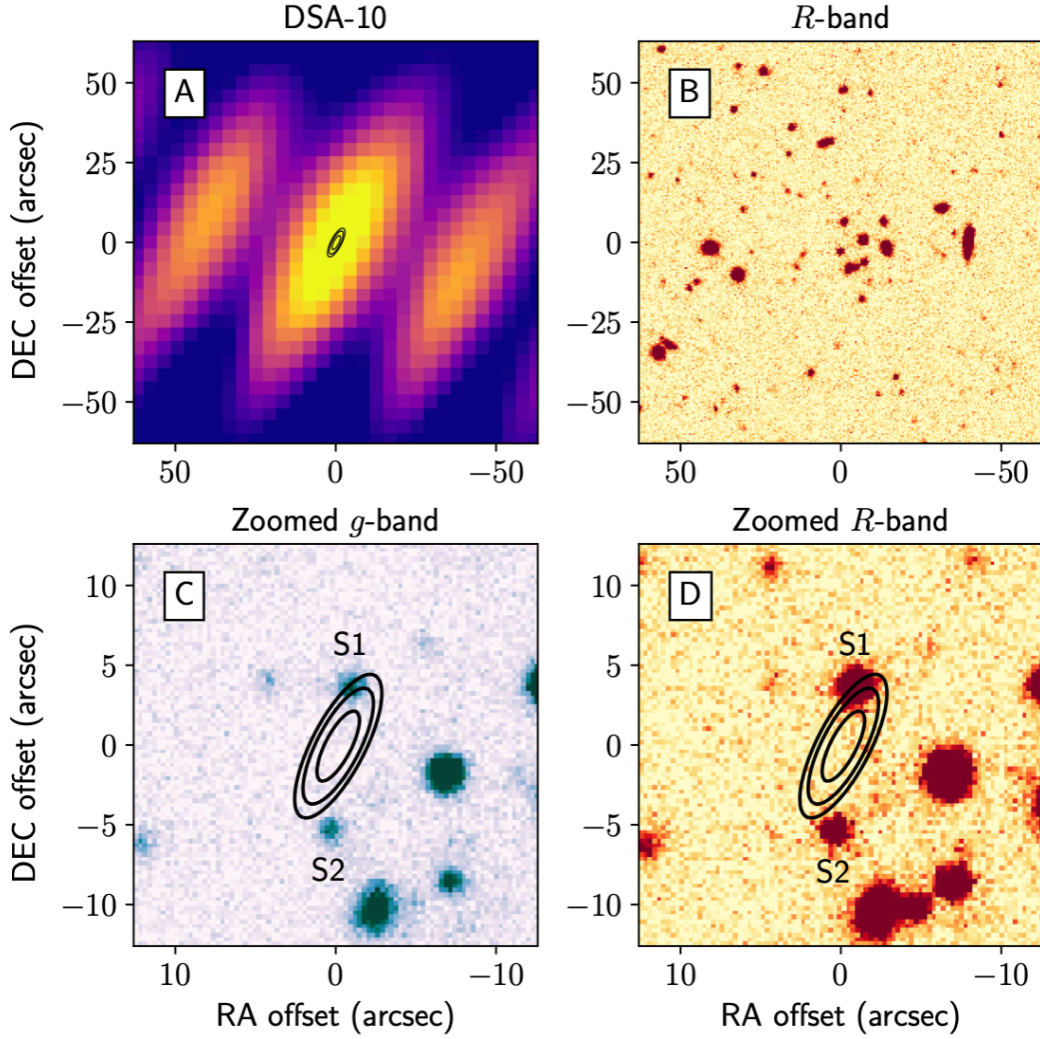 DSA-10
R-band
A
B
DEC offset (arcsec)
50
25
0
−25
−50
50
0
−50
50
0
−50
Zoomed g-band
Zoomed R-band
C
D
S1
S2
S1
S2
DEC offset (arcsec)
10
5
0
−5
−10
10
5
0
−5
−10
10
0
−10
10
0
−10
RA offset (arcsec)
RA offset (arcsec)
50
25
0
−25
−50